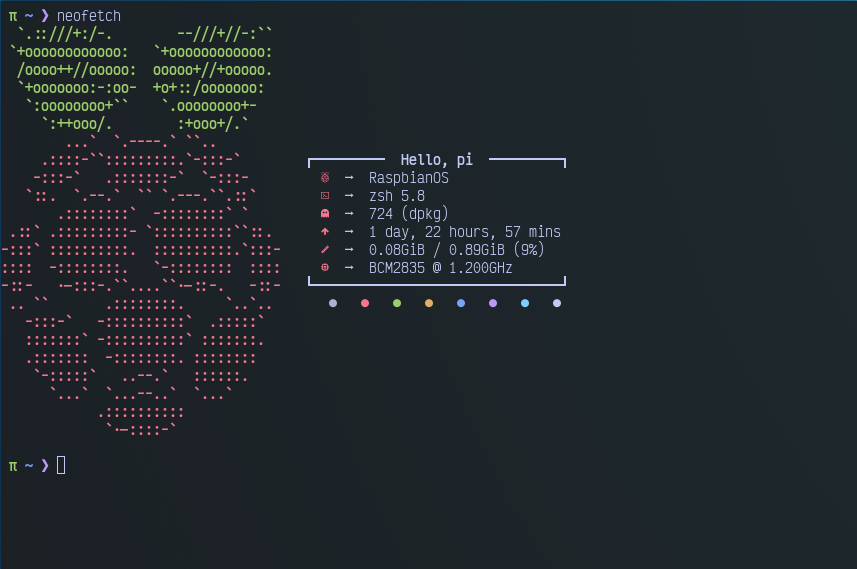 π ~ ❯ neofetch
Hello, pi
→ RaspbianOS
→ zsh 5.8
→ 724 (dpkg)
→ 1 day, 22 hours, 57 mins
→ 0.08GiB / 0.89GiB (9%)
→ BCM2835 @ 1.200GHz
π ~ ❯